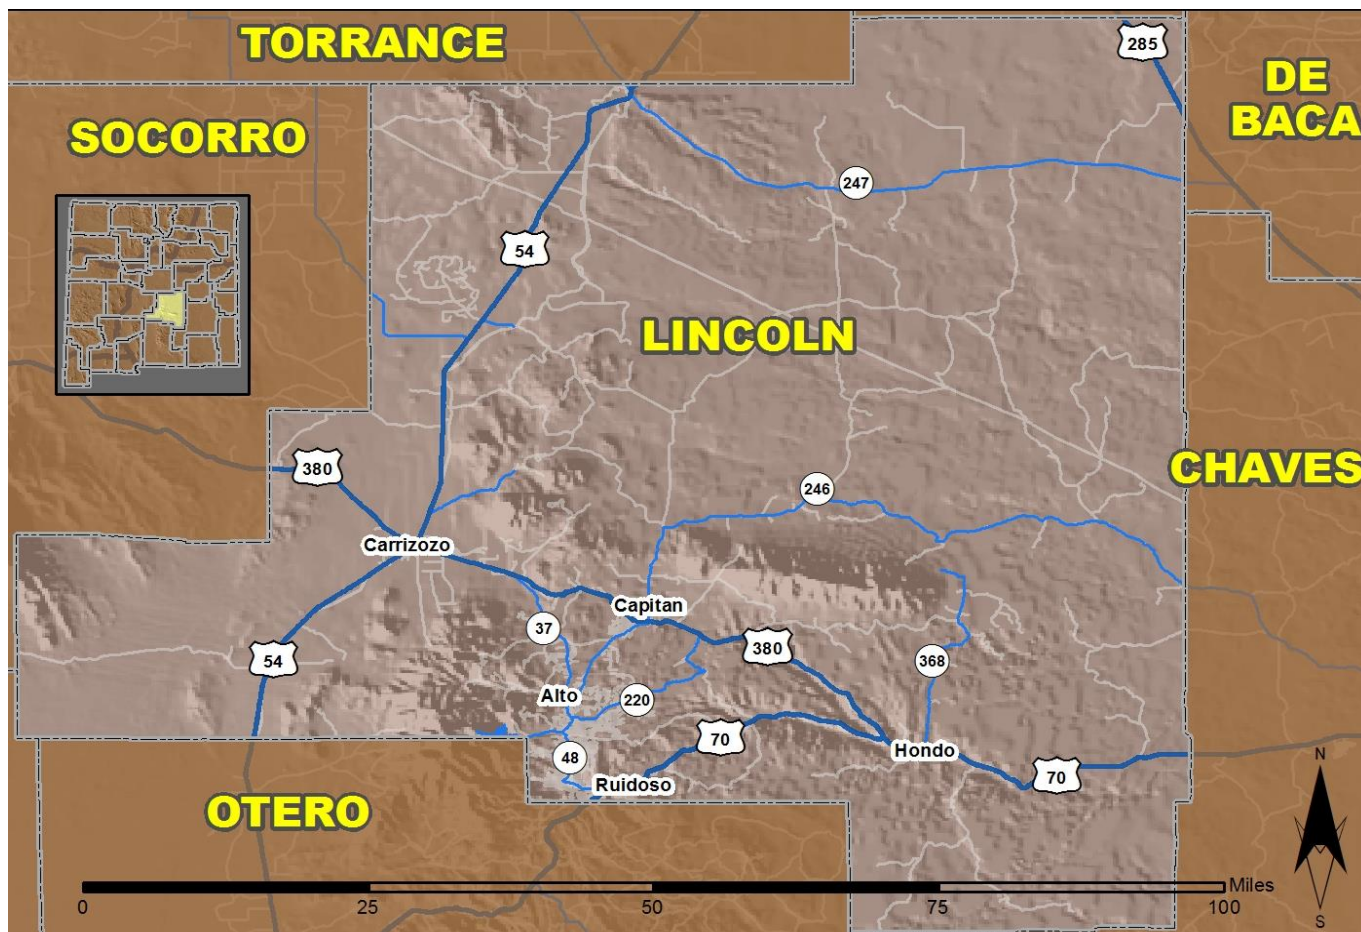 TORRANCE
285
DE
BACA
SOCORRO
247
54
LINCOLN
380
246
CHAVES
Carrizozo
Capitan
37
380
54
368
Alto
220
70
Hondo
48
70
Ruidoso
N
OTERO
Miles
0 25 50 75 100
S